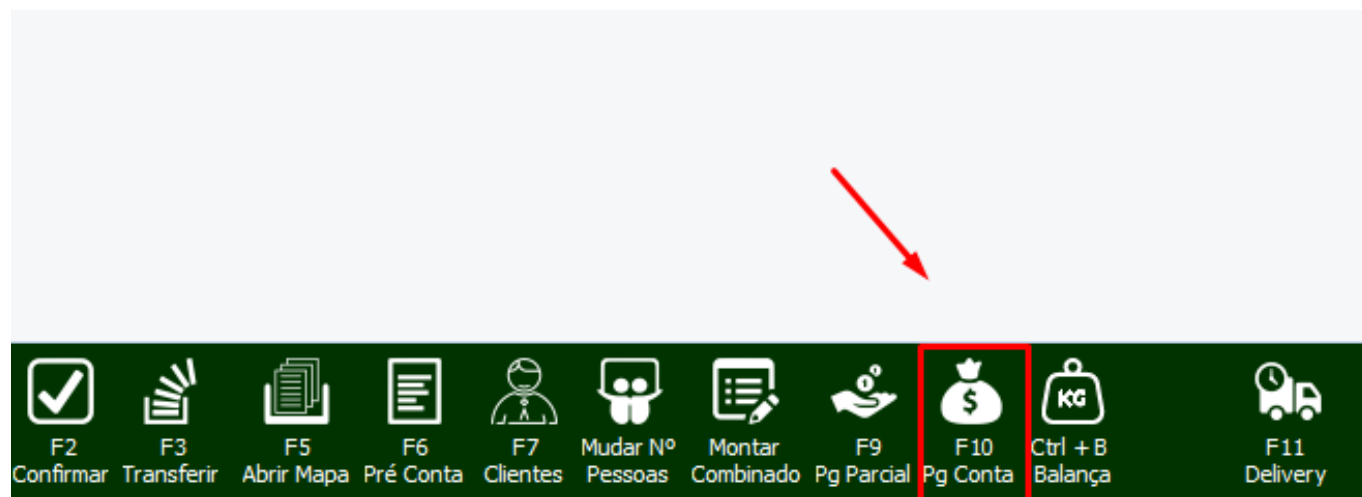 F2
Confirmar
F3
Transferir
F5
Abrir Mapa
F6
Pré Conta
F7
Clientes
Mudar Nº
Pessoas
Montar
Combinado
F9
Pg Parcial
$
F10
Pg Conta
KG
Ctrl + B
Balança
F11
Delivery